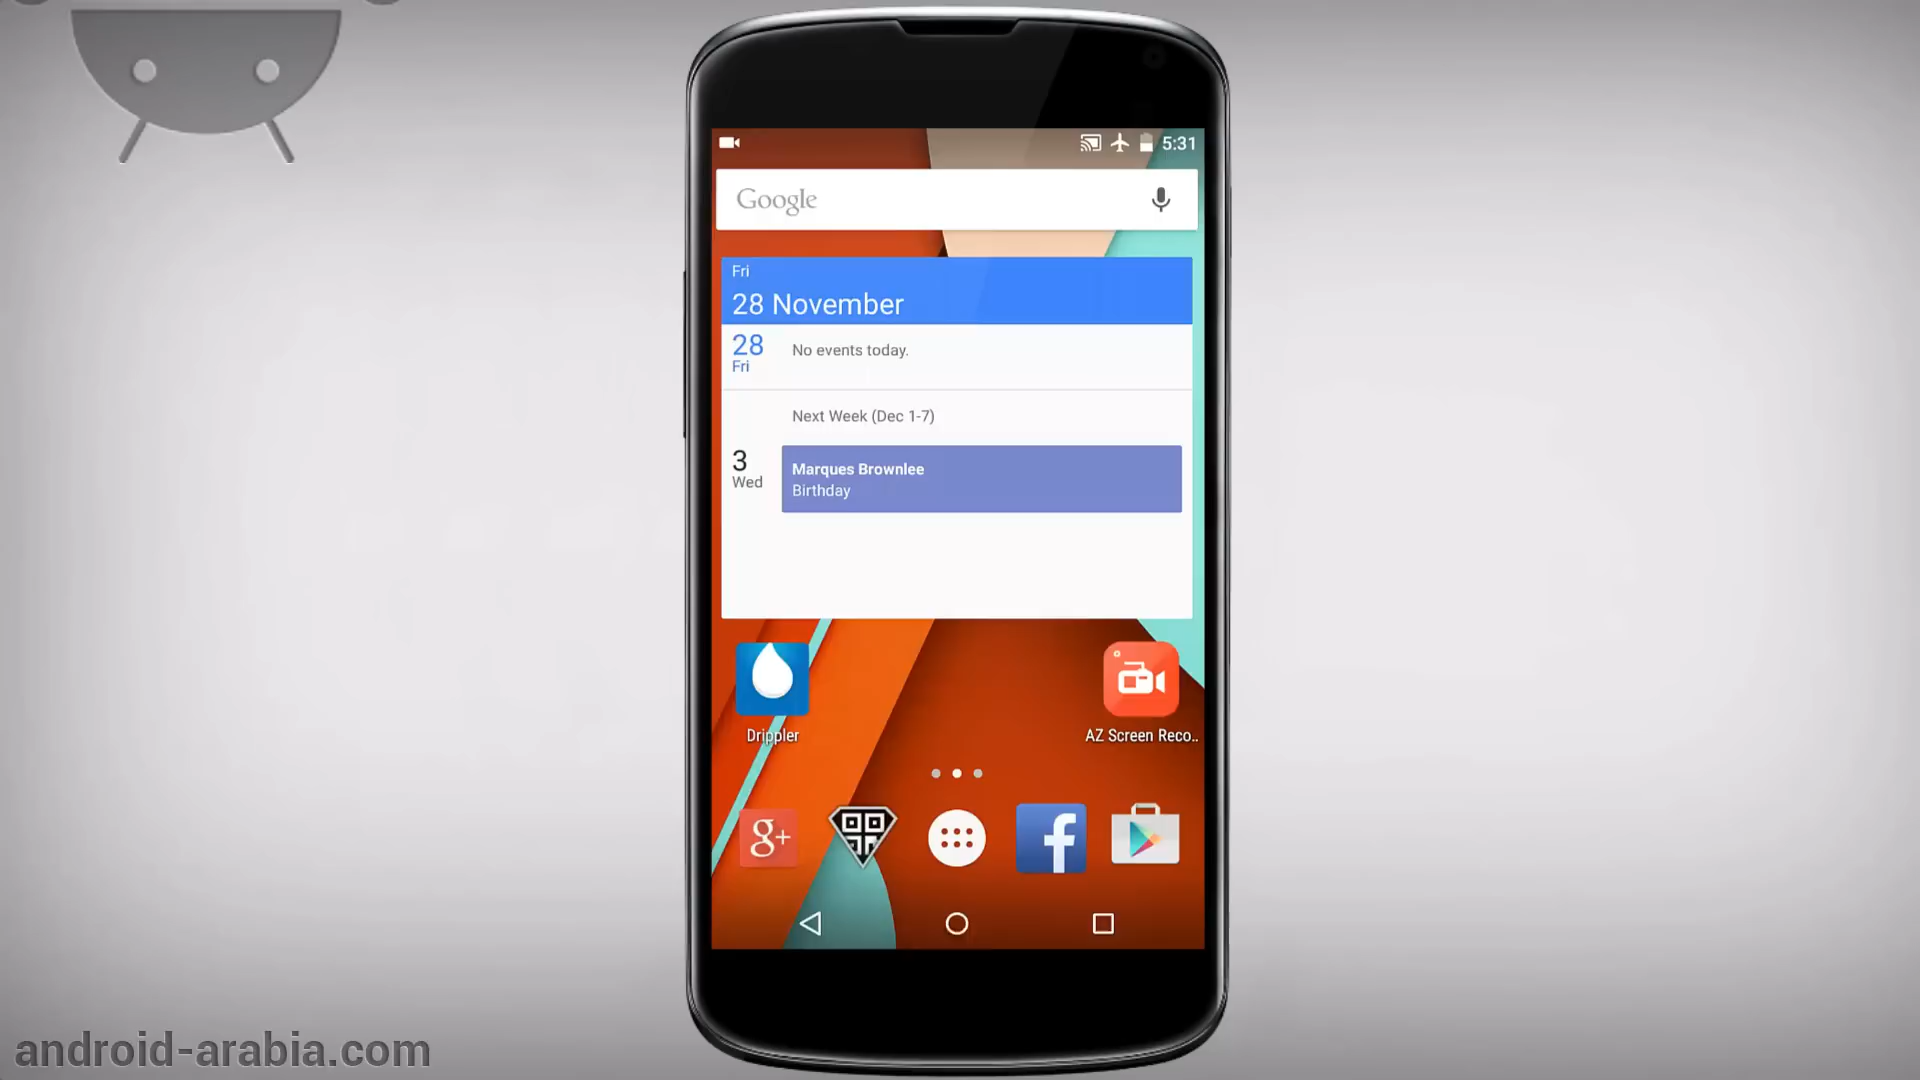 5:31
Google
Fri
28 November
28
Fri
No events today.
Next Week (Dec 1-7)
3
Wed
Marques Brownlee
Birthday
Drippler
AZ Screen Reco..
g+
f
android-arabia.com